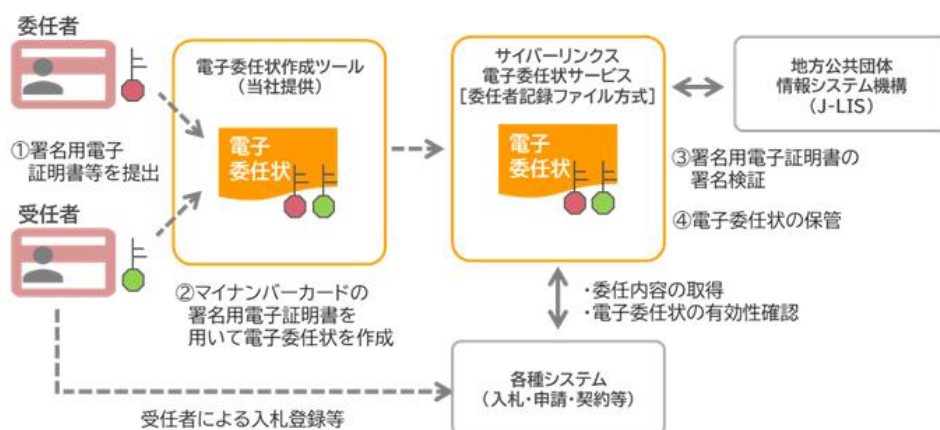 委任者
①署名用電子
証明書等を提出
受任者
電子委任状作成ツール
（当社提供）
電子
委任状
②マイナンバーカードの
署名用電子証明書を
用いて電子委任状を作成
サイバーリンクス
電子委任状サービス
［委任者記録ファイル方式］
電子
委任状
地方公共団体
情報システム機構
（J-LIS）
③署名用電子証明書の
署名検証
④電子委任状の保管
・委任内容の取得
・電子委任状の有効性確認
各種システム
（入札・申請・契約等）
受任者による入札登録等